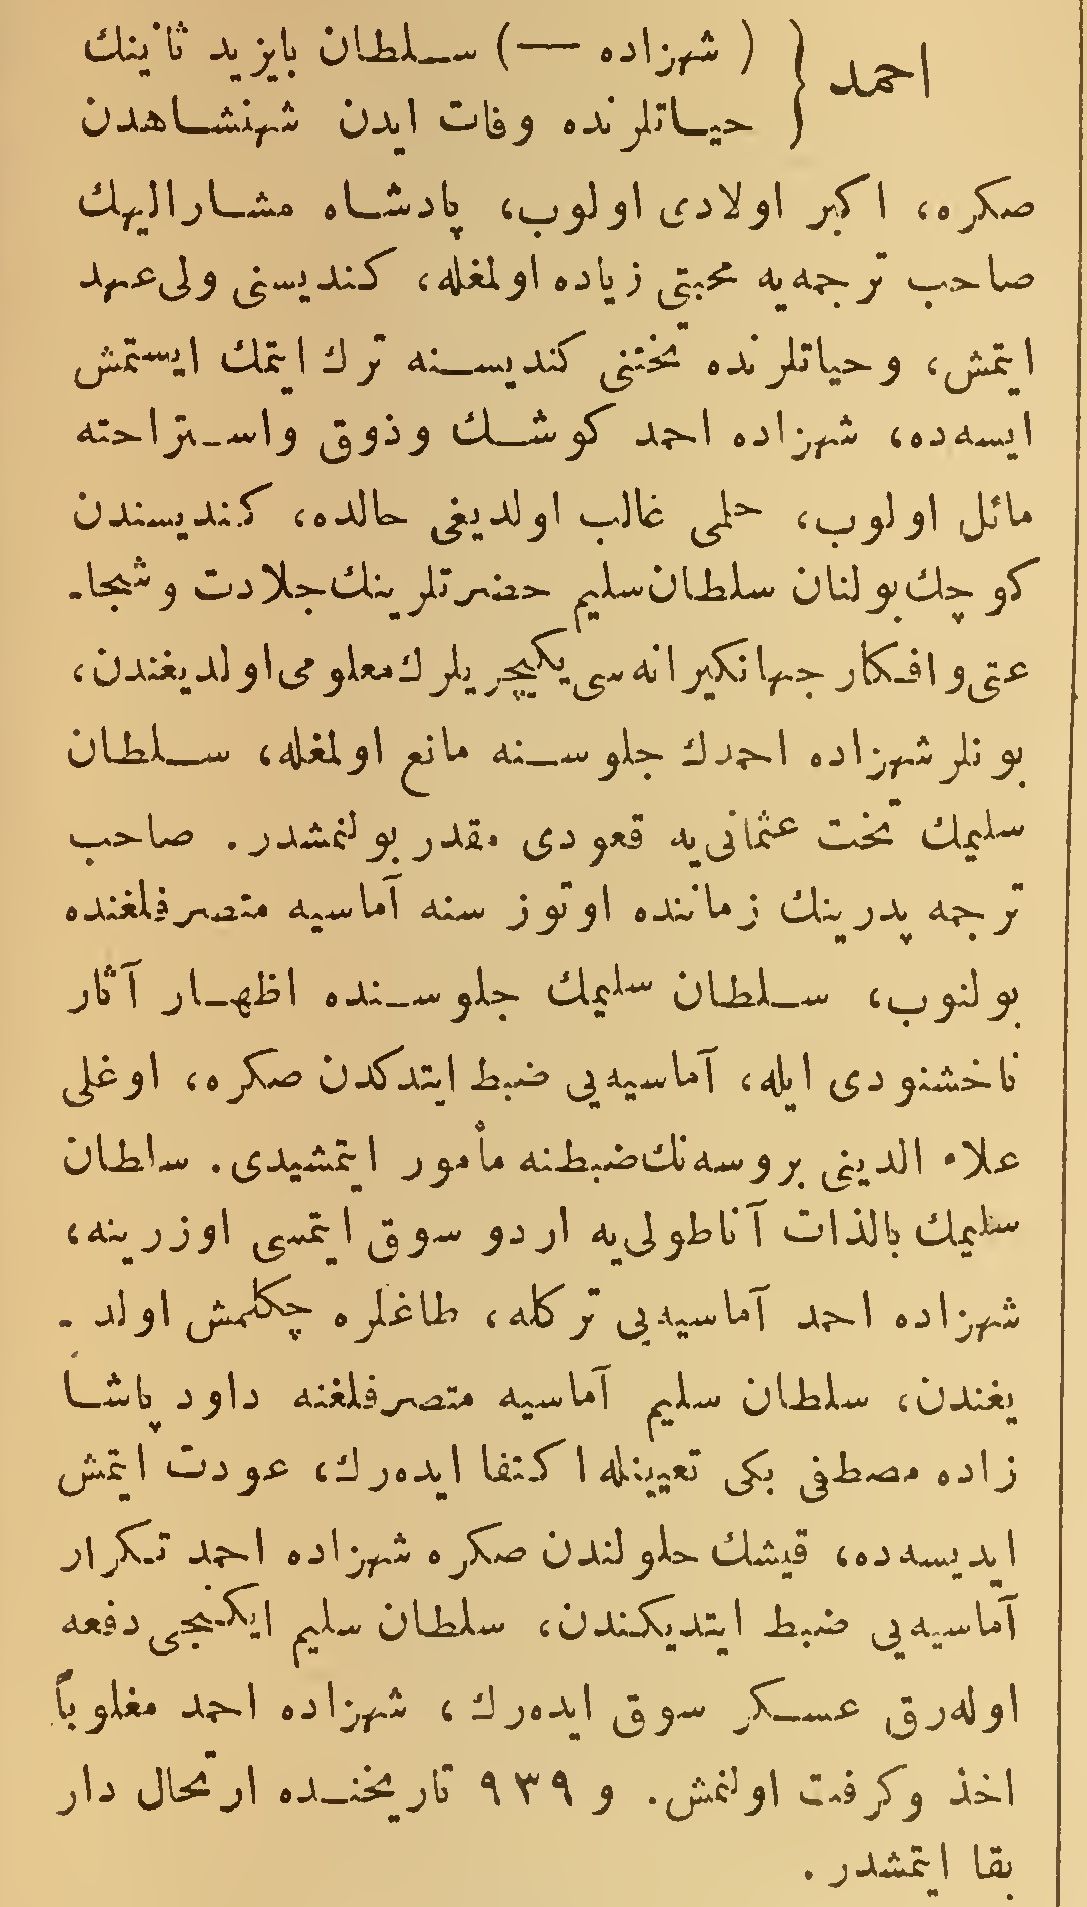 احمد { ( شهزاده — ) سلطان بايزيد ثانينك
حياتلرنده وفات ايدن شهنشاهدن
صكره، اكبر اولادى اولوب، پادشاه مشاراليهك
صاحب ترجمه‌يه محبتى زياده اولمغله، كنديسنى ولى‌عهد
ايتمش، وحياتلرنده تختنى كنديسنه ترك ايتمك ايستمش
ايسه‌ده، شهزاده احمد كوشك وذوق واستراحته
مائل اولوب، حلمى غالب اولديغى حالده، كنديسندن
كوچك بولنان سلطان سليم حضرتلرينك جلادت وشجا-
عتى وافكار جهانكيرانه‌سى يكيچريلرك معلومى اولديغندن،
بونلر شهزاده احمدك جلوسنه مانع اولمغله، سلطان
سليمك تخت عثمانى‌يه قعودى مقدر بولنمشدر. صاحب
ترجمه پدرينك زماننده اوتوز سنه آماسيه متصرفلغنده
بولنوب، سلطان سليمك جلوسنده اظهار آثار
ناخشنودى ايله، آماسيه‌يى ضبط ايتدكدن صكره، اوغلى
علاء الدينى بروسه‌نك ضبطنه مأمور ايتمشيدى. سلطان
سليمك بالذات آناطولى‌يه اردو سوق ايتمسى اوزرينه،
شهزاده احمد آماسيه‌يى تركله، طاغلره چكلمش اولد-
يغندن، سلطان سليم آماسيه متصرفلغنه داود پاشا
زاده مصطفى بكى تعيينله اكتفا ايده‌رك، عودت ايتمش
ايديسه‌ده، قيشك حلولندن صكره شهزاده احمد تكرار
آماسيه‌يى ضبط ايتديكندن، سلطان سليم ايكنجى دفعه
اوله‌رق عسكر سوق ايده‌رك، شهزاده احمد مغلوباً
اخذ وكرفت اولنمش. و ٩٣٩ تاريخنده ارتحال دار
بقا ايتمشدر.